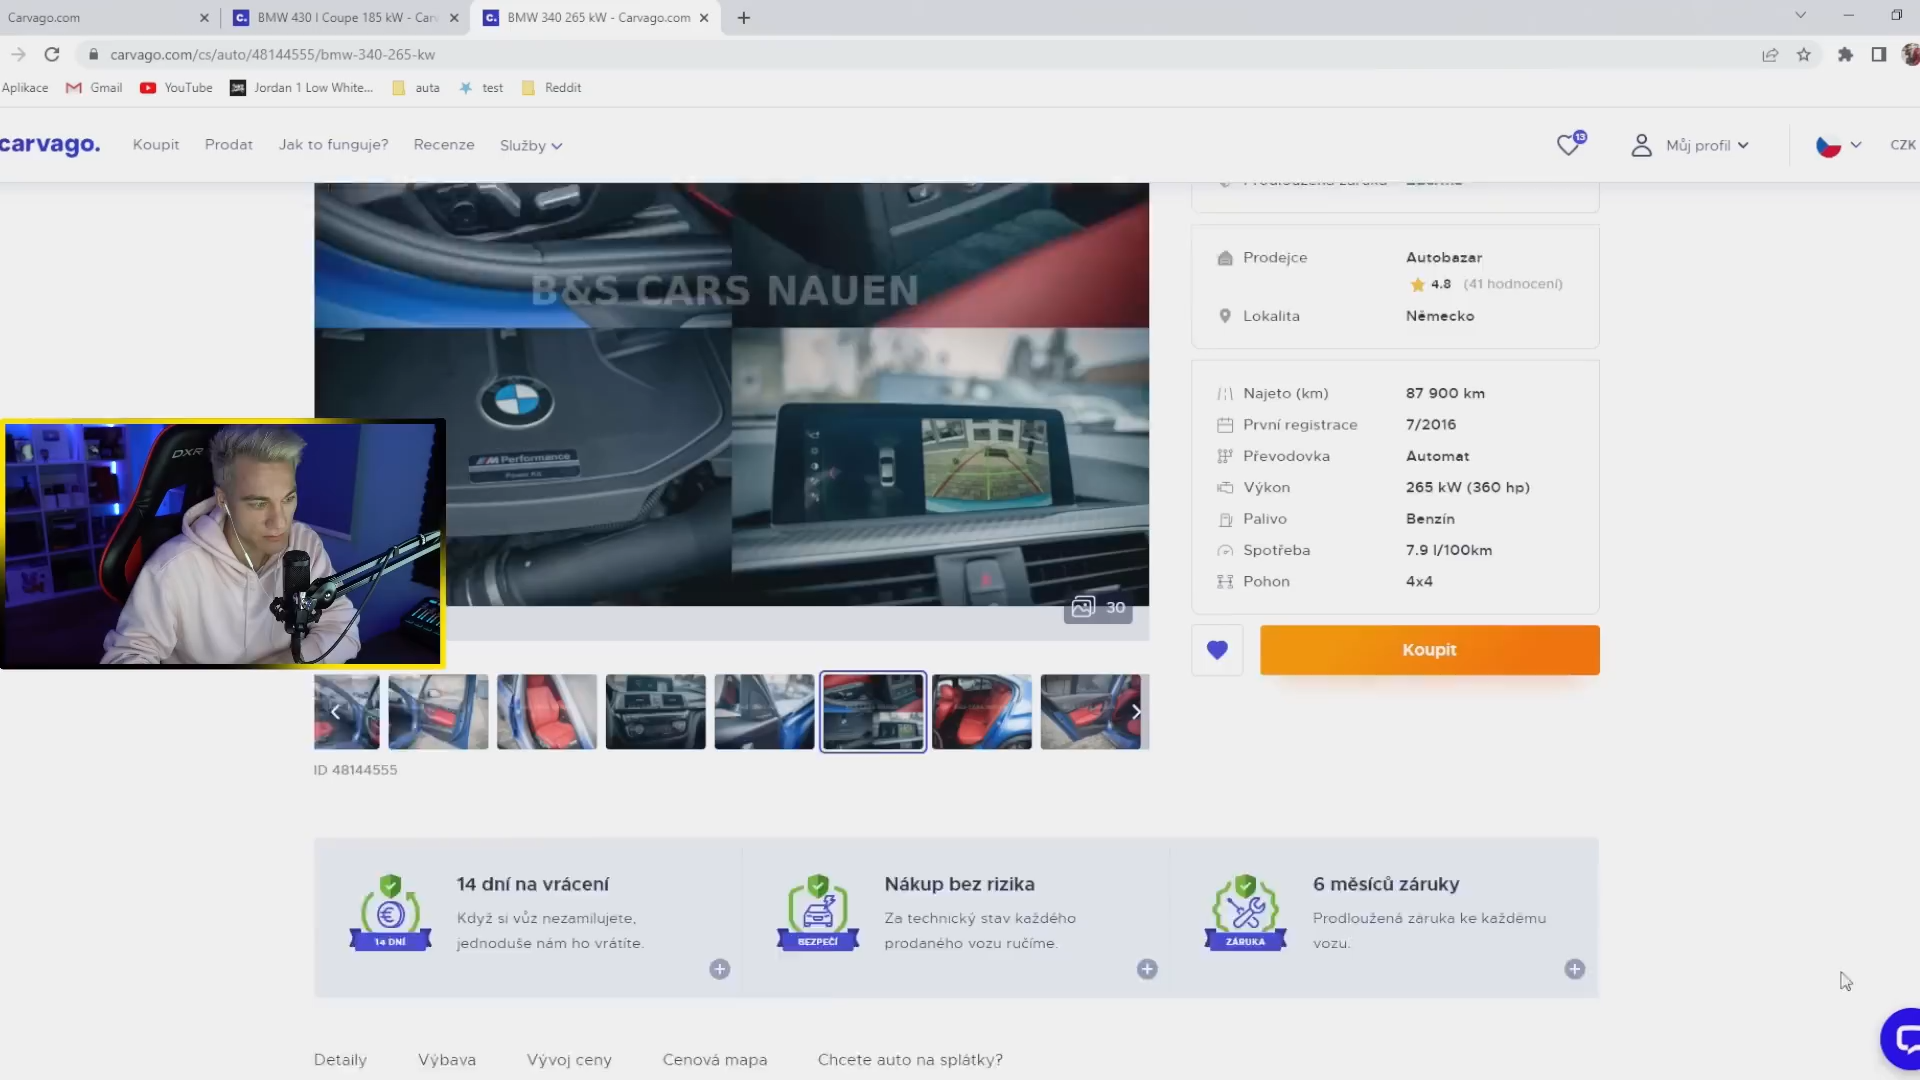 Carvago.com
BMW 430 I Coupe 185 kW - Car
BMW 340 265 kW - Carvago.com
carvago.com/cs/auto/48144555/bmw-340-265-kw
Aplikace
Gmail
YouTube
Jordan 1 Low White...
auta
test
Reddit
carvago.
Koupit
Prodat
Jak to funguje?
Recenze
Služby
13
Můj profil
CZK
B&S CARS NAUEN
M Performance
Power Kit
DXR
30
Prodejce
Autobazar
4.8 (41 hodnocení)
Lokalita
Německo
Najeto (km)
87 900 km
První registrace
7/2016
Převodovka
Automat
Výkon
265 kW (360 hp)
Palivo
Benzín
Spotřeba
7.9 l/100km
Pohon
4x4
Koupit
ID 48144555
14 DNÍ
14 dní na vrácení
Když si vůz nezamilujete,
jednoduše nám ho vrátíte.
BEZPEČÍ
Nákup bez rizika
Za technický stav každého
prodaného vozu ručíme.
ZÁRUKA
6 měsíců záruky
Prodloužená záruka ke každému
vozu.
Detaily
Výbava
Vývoj ceny
Cenová mapa
Chcete auto na splátky?